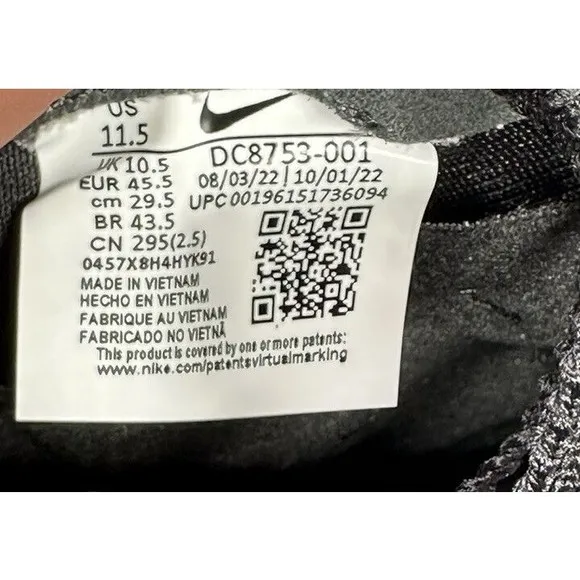 US
11.5
UK 10.5
EUR 45.5
cm 29.5
BR 43.5
CN 295(2.5)
0457X8H4HYK91
MADE IN VIETNAM
HECHO EN VIETNAM
FABRIQUE AU VIETNAM
FABRICADO NO VIETNÃ
DC8753-001
08/03/22 | 10/01/22
UPC 00196151736094
This product is covered by one or more patents:
www.nike.com/patentsvirtualmarking